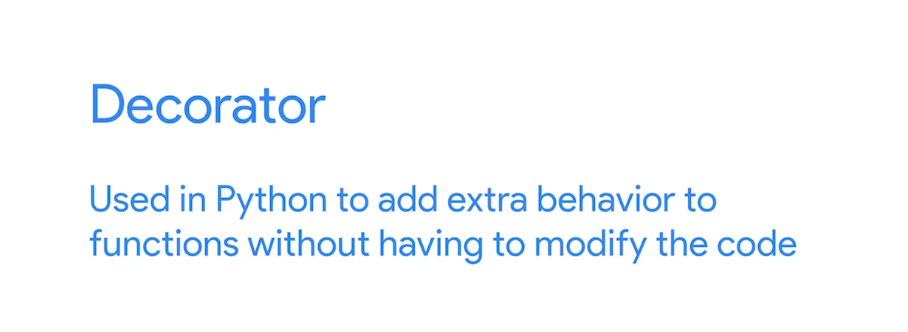 Decorator
Used in Python to add extra behavior to
functions without having to modify the code